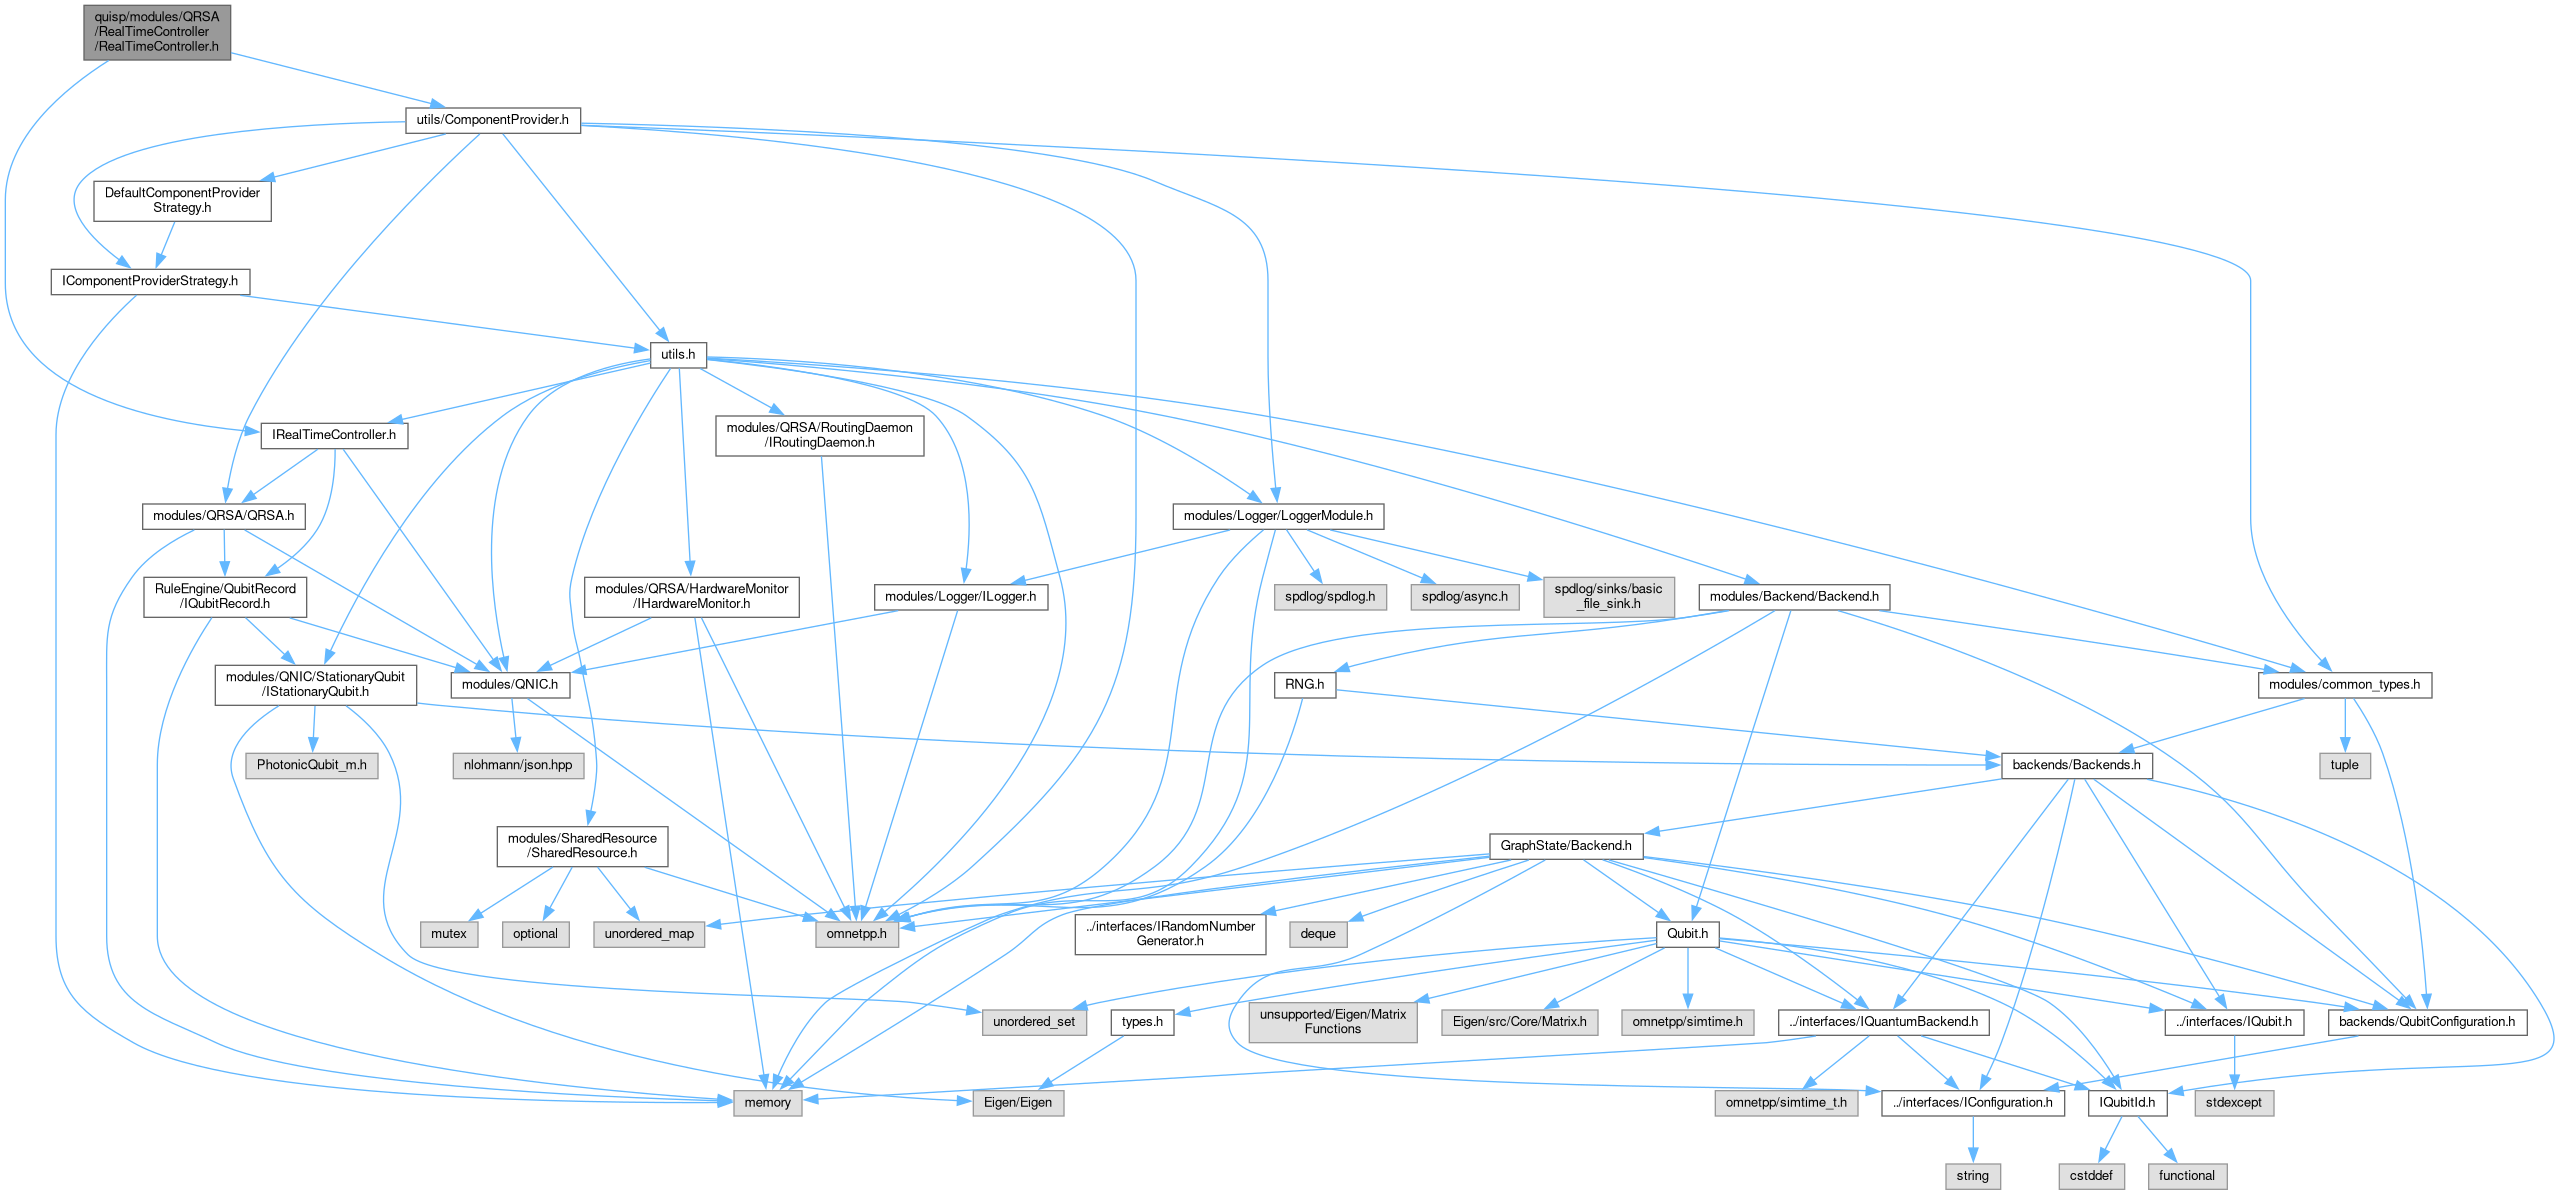 quisp/modules/QRSA
/RealTimeController
/RealTimeController.h
utils/ComponentProvider.h
DefaultComponentProvider
Strategy.h
IComponentProviderStrategy.h
utils.h
IRealTimeController.h
modules/QRSA/RoutingDaemon
/IRoutingDaemon.h
modules/QRSA/QRSA.h
modules/Logger/LoggerModule.h
RuleEngine/QubitRecord
/IQubitRecord.h
modules/QRSA/HardwareMonitor
/IHardwareMonitor.h
modules/Logger/ILogger.h
spdlog/spdlog.h
spdlog/async.h
spdlog/sinks/basic
_file_sink.h
modules/Backend/Backend.h
modules/QNIC/StationaryQubit
/IStationaryQubit.h
modules/QNIC.h
RNG.h
modules/common_types.h
PhotonicQubit_m.h
nlohmann/json.hpp
backends/Backends.h
tuple
modules/SharedResource
/SharedResource.h
GraphState/Backend.h
mutex
optional
unordered_map
omnetpp.h
../interfaces/IRandomNumber
Generator.h
deque
Qubit.h
unordered_set
types.h
unsupported/Eigen/Matrix
Functions
Eigen/src/Core/Matrix.h
omnetpp/simtime.h
../interfaces/IQuantumBackend.h
../interfaces/IQubit.h
backends/QubitConfiguration.h
memory
Eigen/Eigen
omnetpp/simtime_t.h
../interfaces/IConfiguration.h
IQubitId.h
stdexcept
string
cstddef
functional